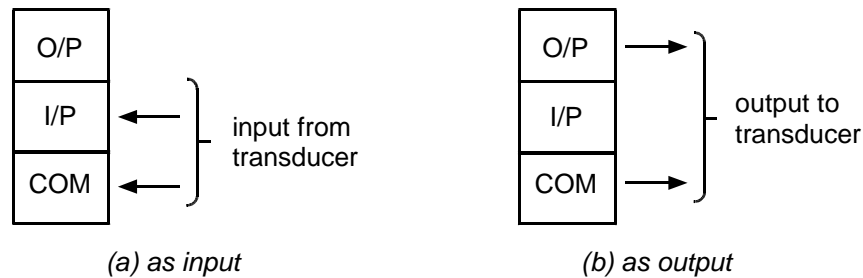 O/P
I/P
COM
input from
transducer
(a) as input
O/P
I/P
COM
output to
transducer
(b) as output